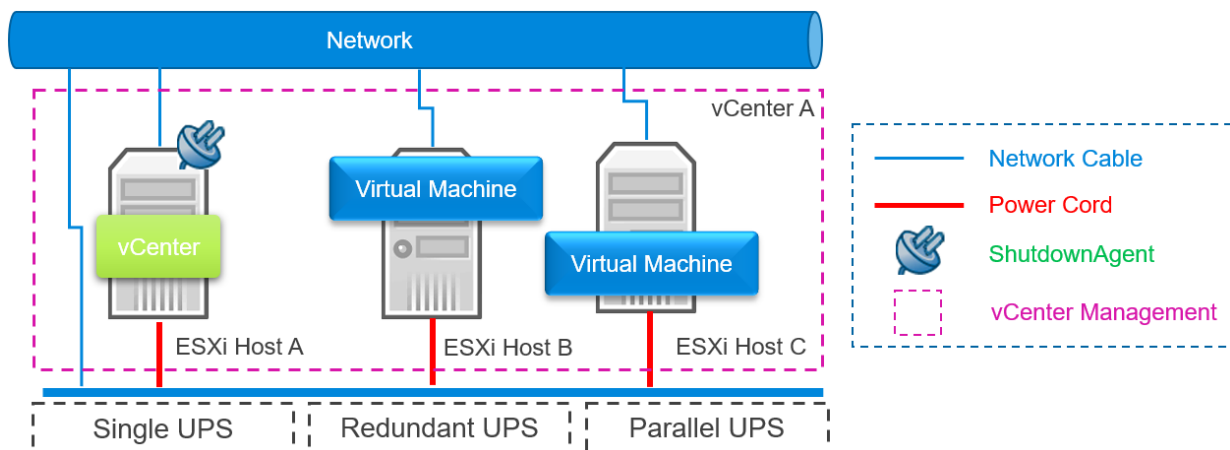 Network
vCenter A
Virtual Machine
vCenter
Virtual Machine
ESXi Host A
ESXi Host B
ESXi Host C
Single UPS
Redundant UPS
Parallel UPS
Network Cable
Power Cord
ShutdownAgent
vCenter Management